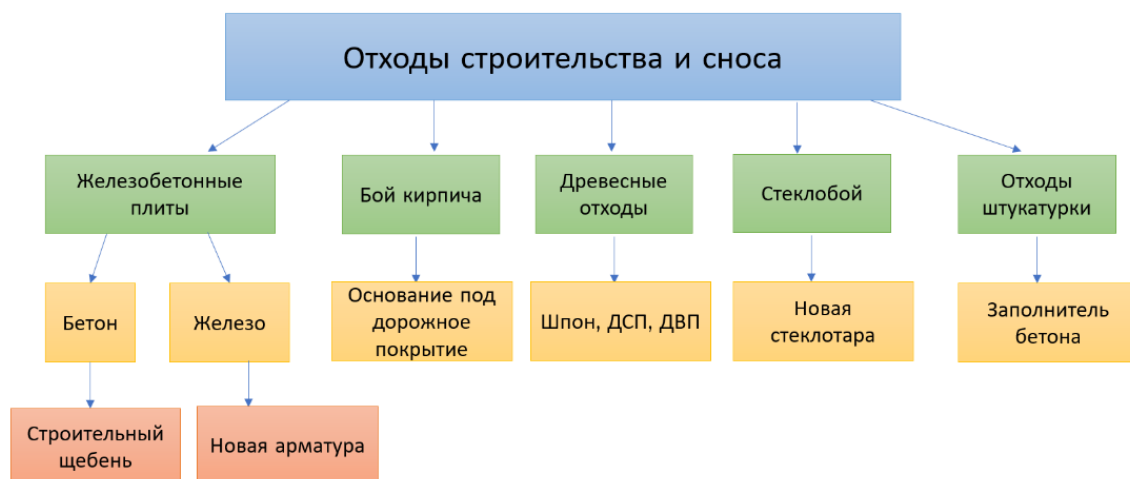 Отходы строительства и сноса
Железобетонные
плиты
Бой кирпича
Древесные
отходы
Стеклобой
Отходы
штукатурки
Бетон
Железо
Основание под
дорожное
покрытие
Шпон, ДСП, ДВП
Новая
стеклотара
Заполнитель
бетона
Строительный
щебень
Новая арматура